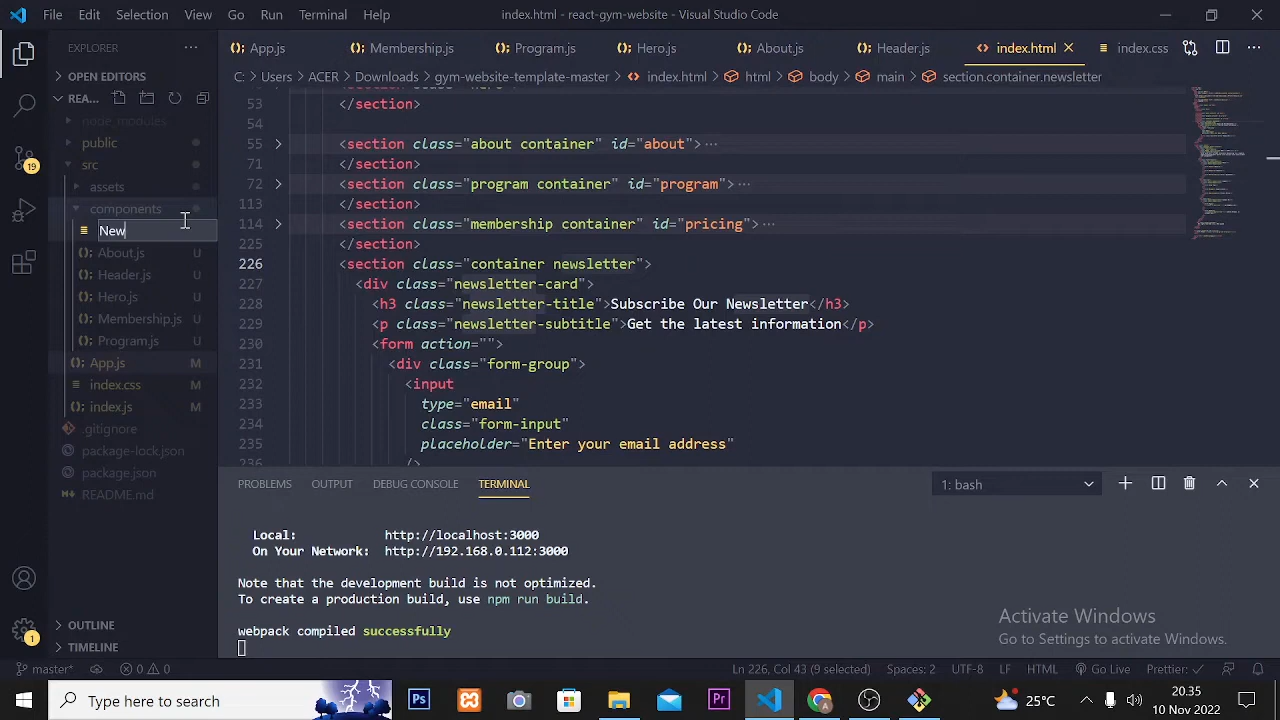 File Edit Selection View Go Run Terminal Help
index.html - react-gym-website - Visual Studio Code
EXPLORER
App.js Membership.js Program.js Hero.js About.js Header.js index.html index.css
OPEN EDITORS
C: > Users > ACER > Downloads > gym-website-template-master > index.html > html > body > main > section.container.newsletter
REA...
node_modules
public
src
assets
components
New
About.js U
Header.js U
Hero.js U
Membership.js U
Program.js U
App.js M
index.css M
index.js M
.gitignore
package-lock.json
package.json
README.md
OUTLINE
TIMELINE
53 </section>
54
55 <section class="about container" id="about">...
71 </section>
72 <section class="program container" id="program">...
113 </section>
114 <section class="membership container" id="pricing">...
225 </section>
226 <section class="container newsletter">
227 <div class="newsletter-card">
228 <h3 class="newsletter-title">Subscribe Our Newsletter</h3>
229 <p class="newsletter-subtitle">Get the latest information</p>
230 <form action="">
231 <div class="form-group">
232 <input
233 type="email"
234 class="form-input"
235 placeholder="Enter your email address"
236 />
PROBLEMS OUTPUT DEBUG CONSOLE TERMINAL
1: bash
Local: http://localhost:3000
On Your Network: http://192.168.0.112:3000
Note that the development build is not optimized.
To create a production build, use npm run build.
webpack compiled successfully
Activate Windows
Go to Settings to activate Windows.
19
1
master* 0 0
Ln 226, Col 43 (9 selected) Spaces: 2 UTF-8 LF HTML Go Live Prettier: ✓
Type here to search
Ps
Pr
25°C
20:35
10 Nov 2022